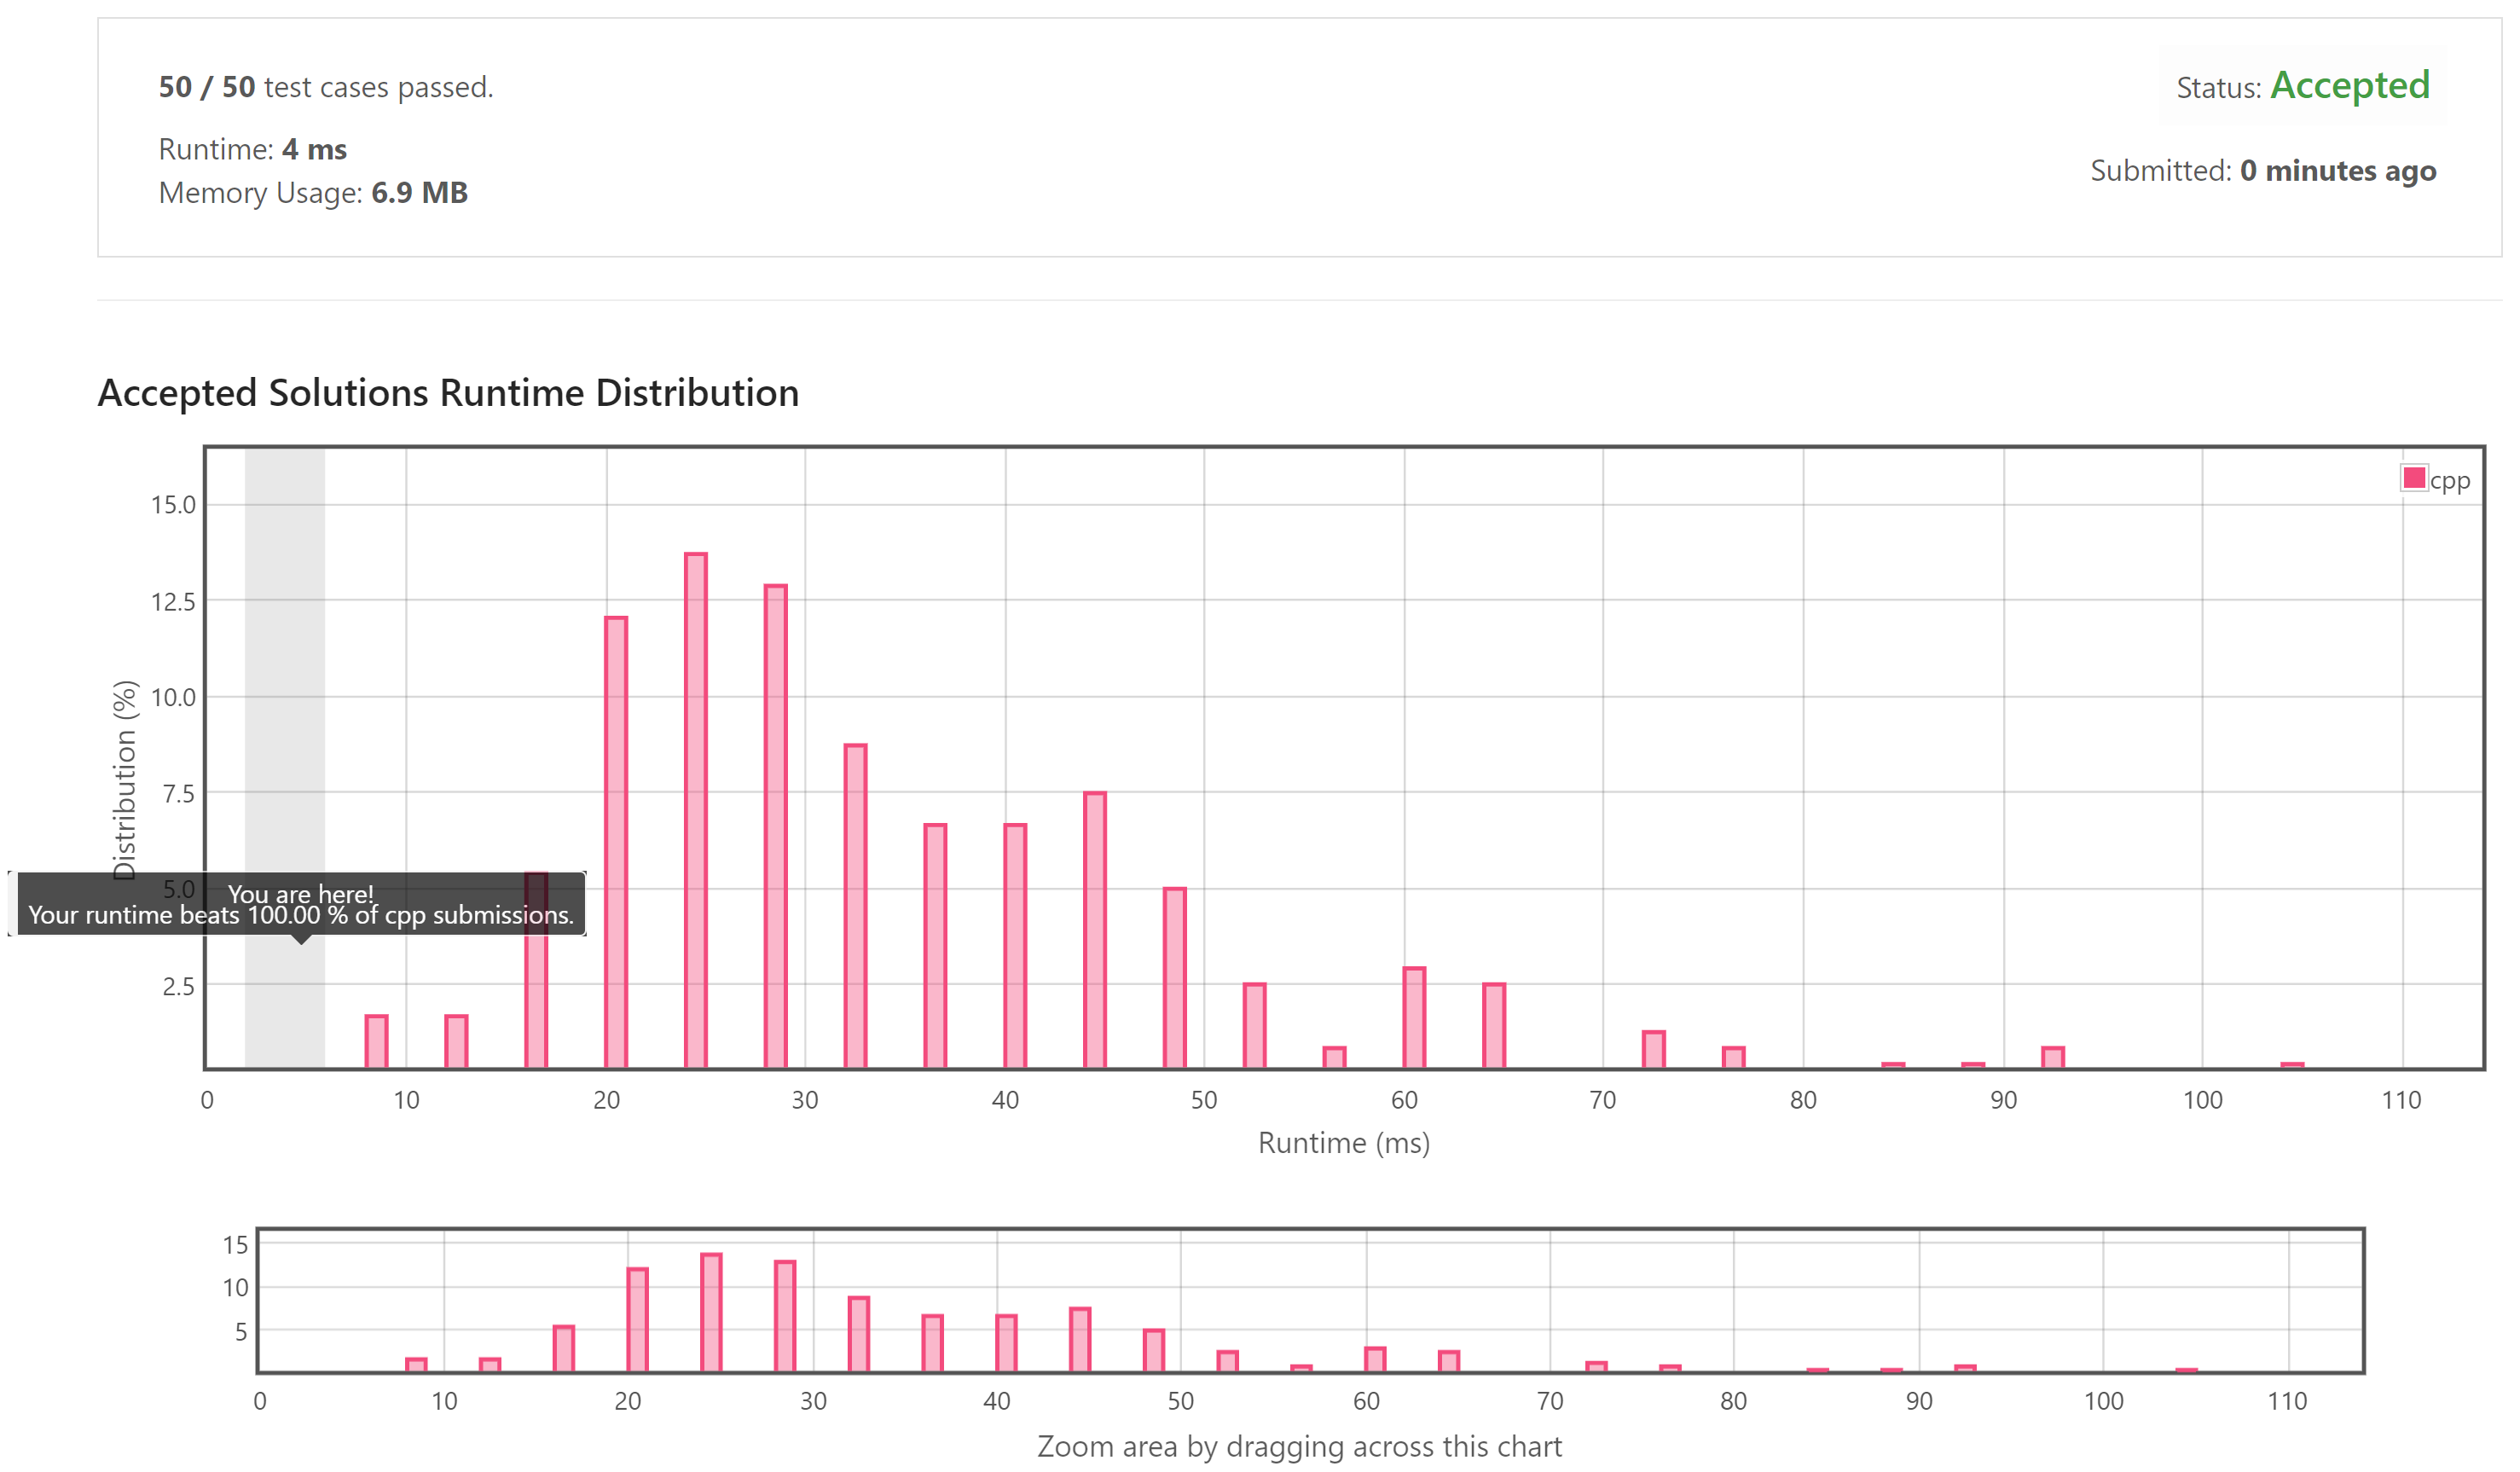 50 / 50 test cases passed.
Status: Accepted
Runtime: 4 ms
Submitted: 0 minutes ago
Memory Usage: 6.9 MB
Accepted Solutions Runtime Distribution
cpp
Distribution (%)
15.0
12.5
10.0
7.5
5.0
2.5
You are here!
Your runtime beats 100.00 % of cpp submissions.
0 10 20 30 40 50 60 70 80 90 100 110
Runtime (ms)
15
10
5
0 10 20 30 40 50 60 70 80 90 100 110
Zoom area by dragging across this chart